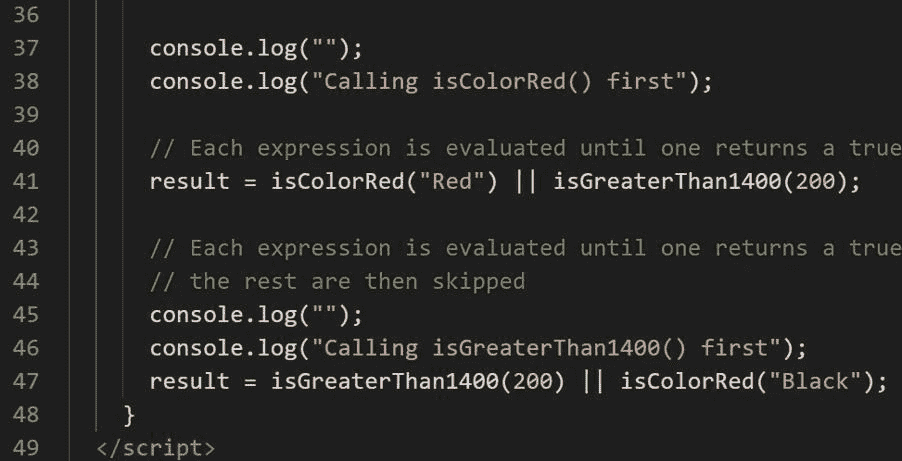 36
37 console.log("");
38 console.log("Calling isColorRed() first");
39
40 // Each expression is evaluated until one returns a true
41 result = isColorRed("Red") || isGreaterThan1400(200);
42
43 // Each expression is evaluated until one returns a true
44 // the rest are then skipped
45 console.log("");
46 console.log("Calling isGreaterThan1400() first");
47 result = isGreaterThan1400(200) || isColorRed("Black");
48 }
49 </script>